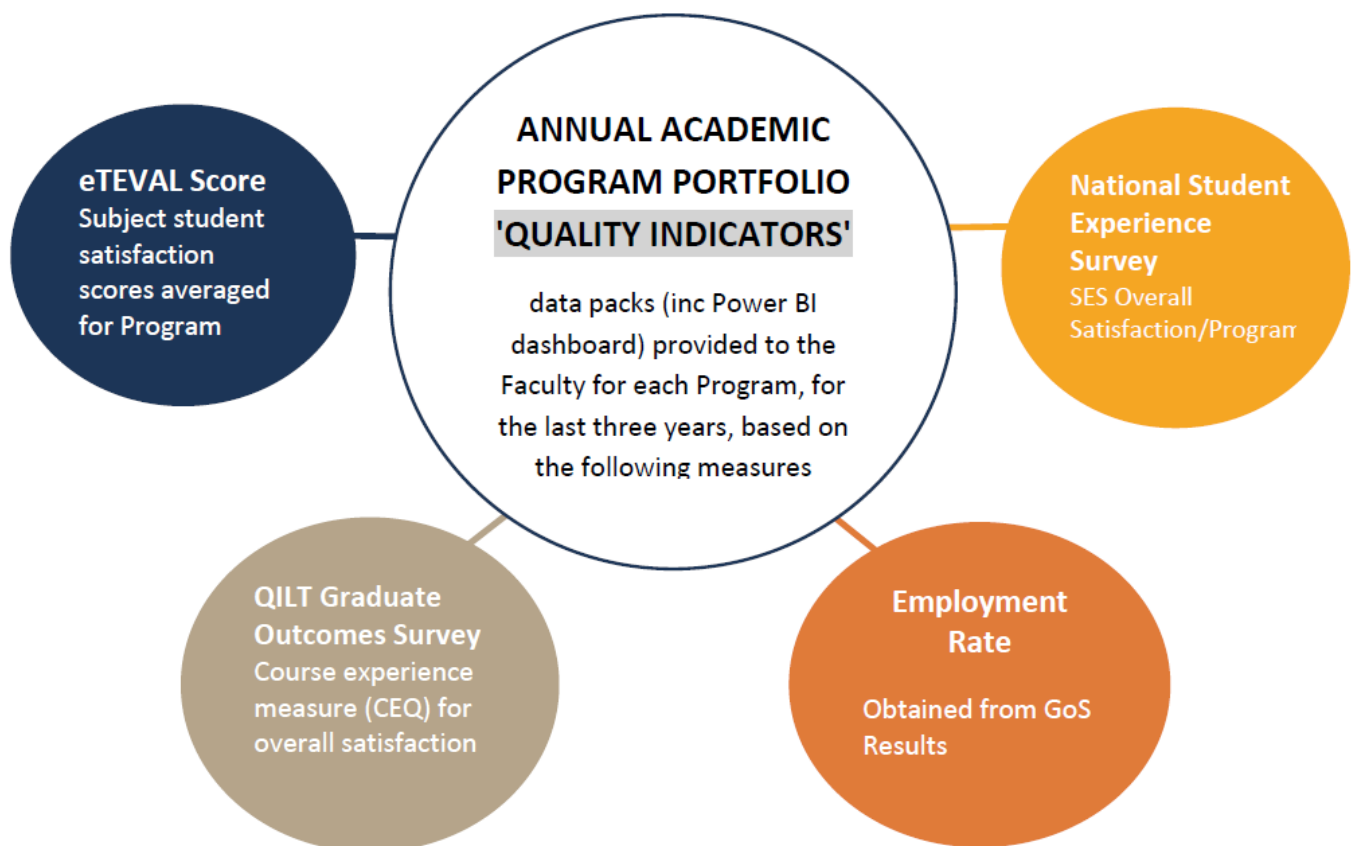 ANNUAL ACADEMIC
PROGRAM PORTFOLIO
'QUALITY INDICATORS'
data packs (inc Power BI
dashboard) provided to the
Faculty for each Program, for
the last three years, based on
the following measures
eTEVAL Score
Subject student
satisfaction
scores averaged
for Program
National Student
Experience
Survey
SES Overall
Satisfaction/Program
QILT Graduate
Outcomes Survey
Course experience
measure (CEQ) for
overall satisfaction
Employment
Rate
Obtained from GoS
Results